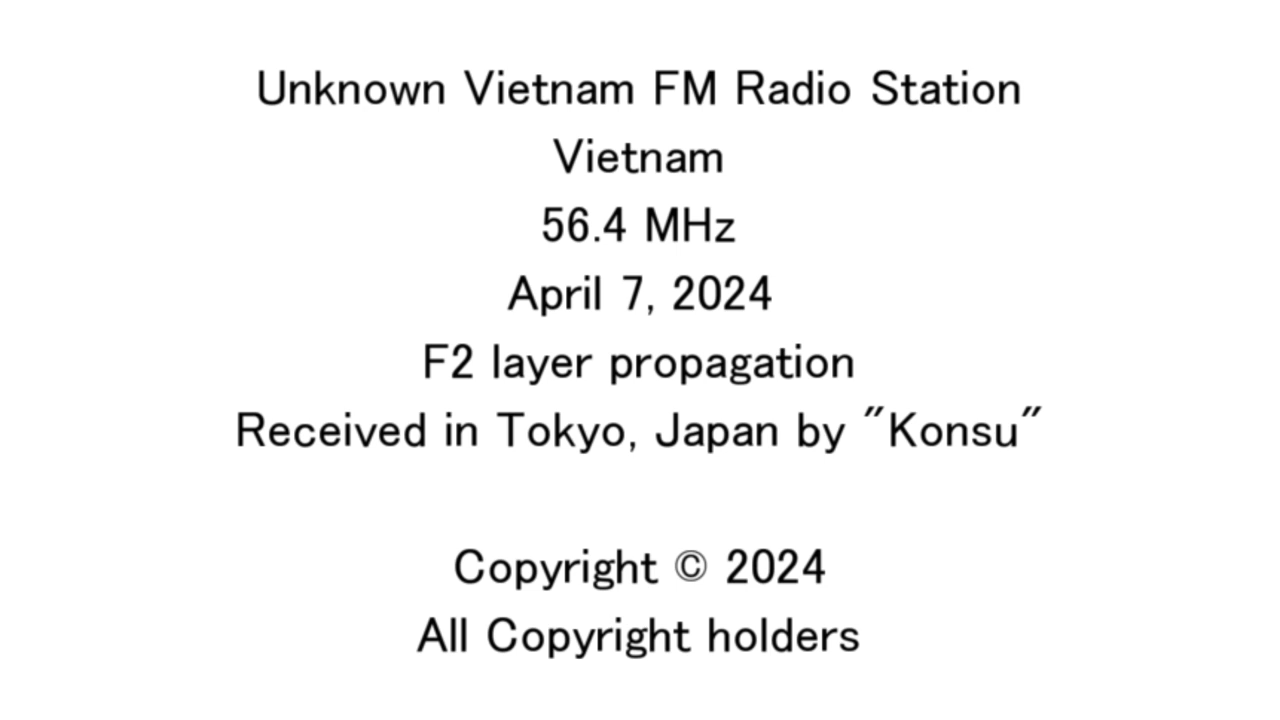 Unknown Vietnam FM Radio Station
Vietnam
56.4 MHz
April 7, 2024
F2 layer propagation
Received in Tokyo, Japan by "Konsu"
Copyright © 2024
All Copyright holders